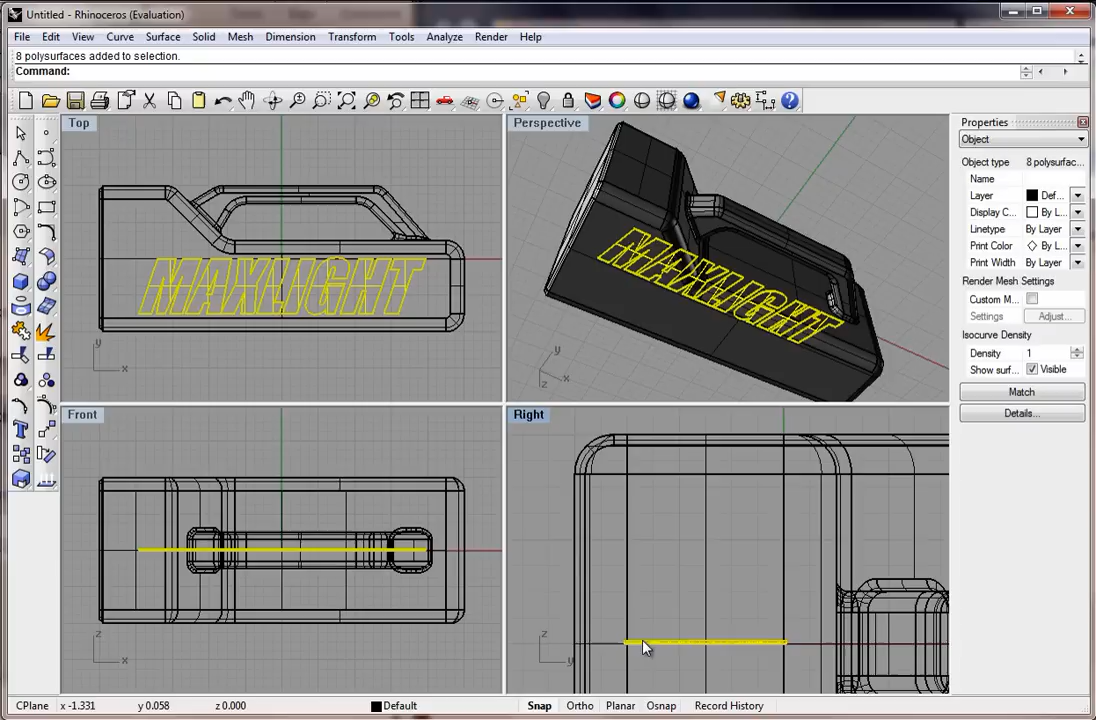 Untitled - Rhinoceros (Evaluation)
File Edit View Curve Surface Solid Mesh Dimension Transform Tools Analyze Render Help
8 polysurfaces added to selection.
Command:
Top
MAXLIGHT
y
x
Perspective
MAXLIGHT
y
z
x
Front
z
x
Right
z
y
Properties
Object
Object type 8 polysurfac...
Name
Layer Def...
Display C... By L...
Linetype By Layer
Print Color By L...
Print Width By Layer
Render Mesh Settings
Custom M...
Settings Adjust...
Isocurve Density
Density 1
Show surf... Visible
Match
Details...
CPlane x -1.331 y 0.058 z 0.000 Default Snap Ortho Planar Osnap Record History